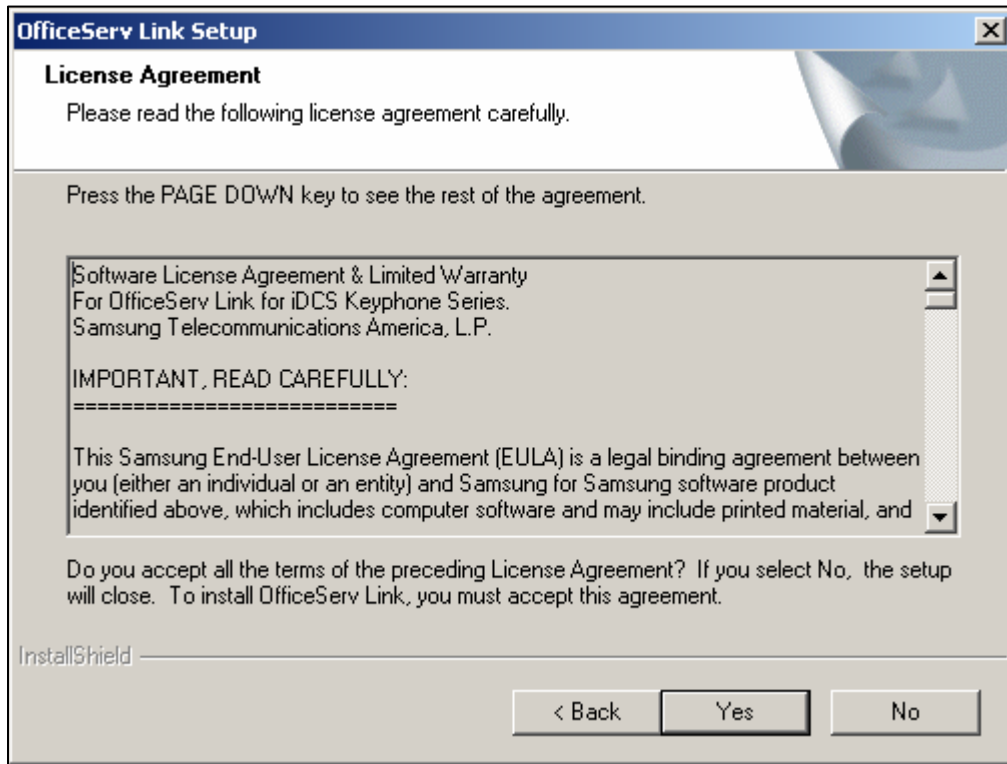 OfficeServ Link Setup
License Agreement
Please read the following license agreement carefully.
Press the PAGE DOWN key to see the rest of the agreement.
Software License Agreement & Limited Warranty
For OfficeServ Link for iDCS Keyphone Series.
Samsung Telecommunications America, L.P.
IMPORTANT, READ CAREFULLY:
===========================
This Samsung End-User License Agreement (EULA) is a legal binding agreement between
you (either an individual or an entity) and Samsung for Samsung software product
identified above, which includes computer software and may include printed material, and
Do you accept all the terms of the preceding License Agreement?  If you select No,  the setup
will close.  To install OfficeServ Link, you must accept this agreement.
InstallShield
< Back Yes No